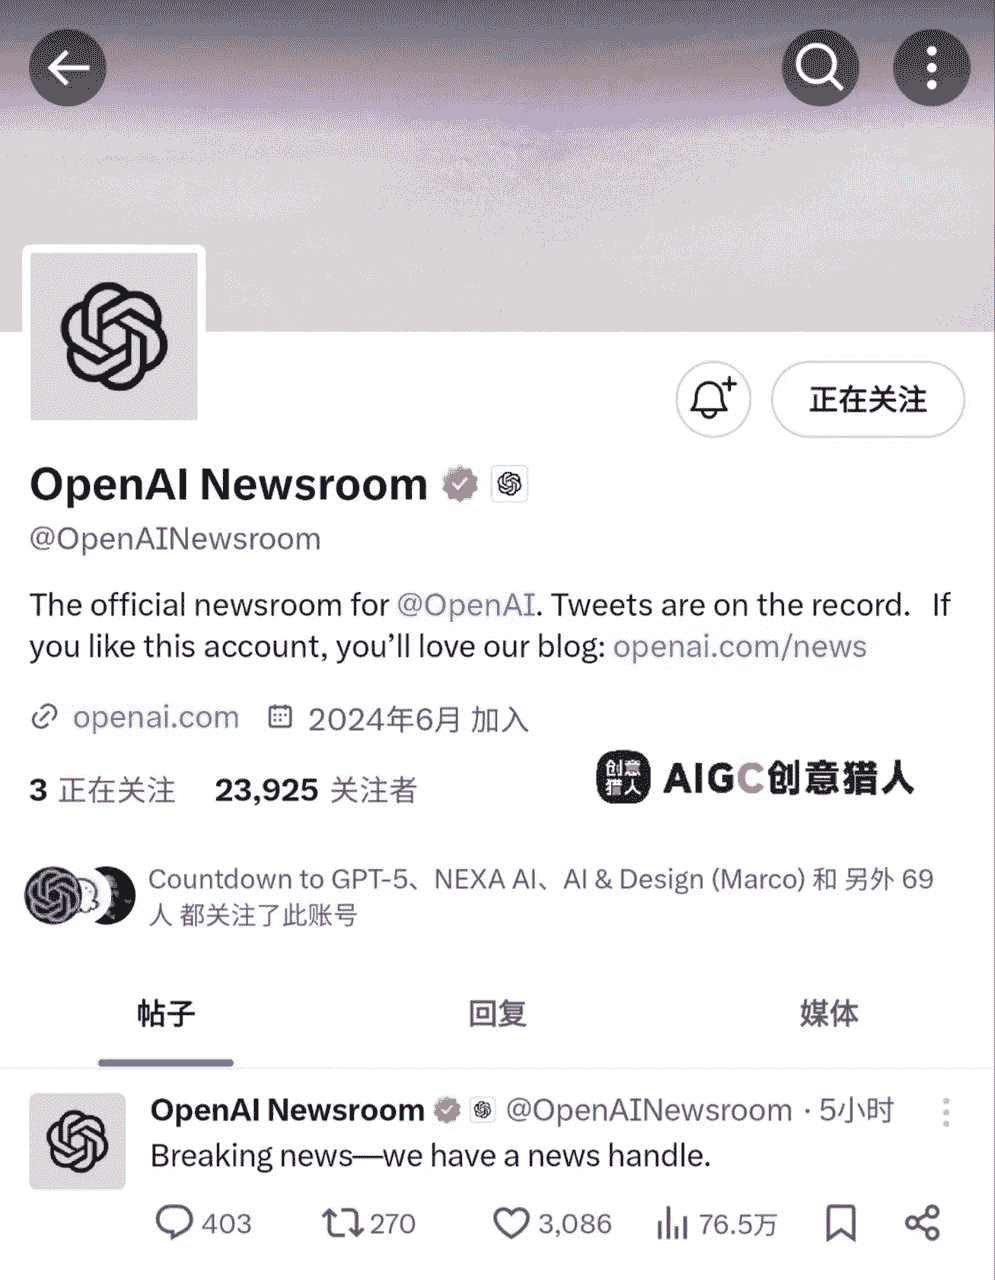 正在关注
OpenAI Newsroom
@OpenAINewsroom
The official newsroom for @OpenAI. Tweets are on the record. If
you like this account, you’ll love our blog: openai.com/news
openai.com 2024年6月 加入
3 正在关注 23,925 关注者
创意猎人 AIGC创意猎人
Countdown to GPT-5、NEXA AI、AI & Design (Marco) 和 另外 69
人 都关注了此账号
帖子 回复 媒体
OpenAI Newsroom @OpenAINewsroom · 5小时
Breaking news—we have a news handle.
403 270 3,086 76.5万